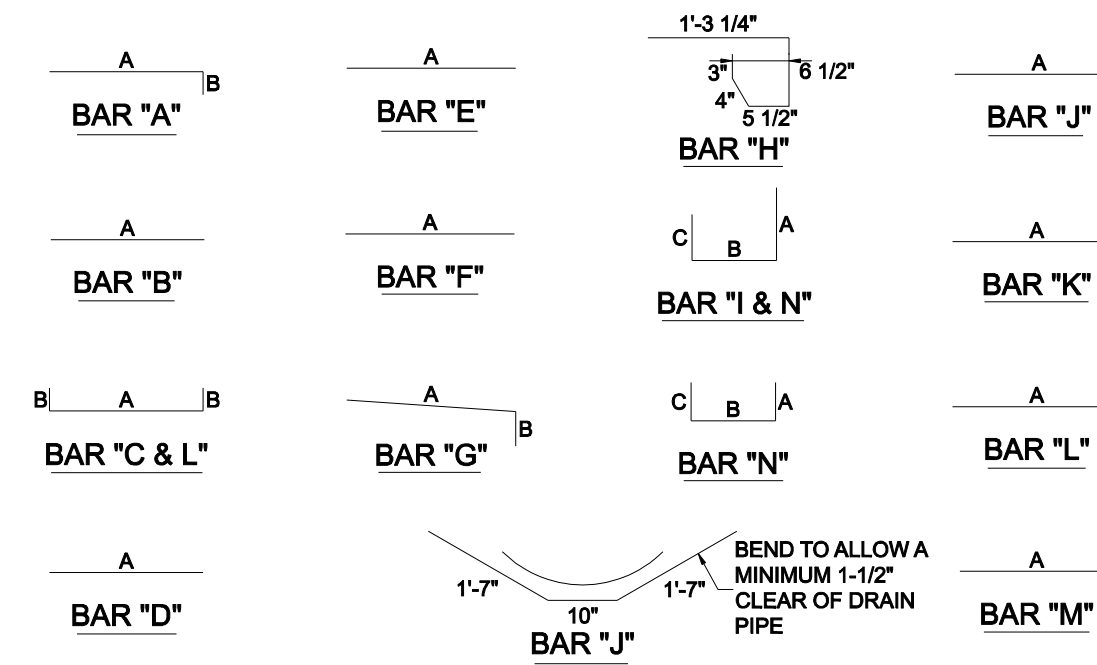 A
B
BAR "A"
A
BAR "E"
1'-3 1/4"
3"
6 1/2"
4"
5 1/2"
BAR "H"
A
BAR "J"
A
BAR "B"
A
BAR "F"
C
B
A
BAR "I & N"
A
BAR "K"
B
A
B
BAR "C & L"
A
B
BAR "G"
C
B
A
BAR "N"
A
BAR "L"
A
BAR "D"
1'-7"
10"
1'-7"
BAR "J"
BEND TO ALLOW A
MINIMUM 1-1/2"
CLEAR OF DRAIN
PIPE
A
BAR "M"